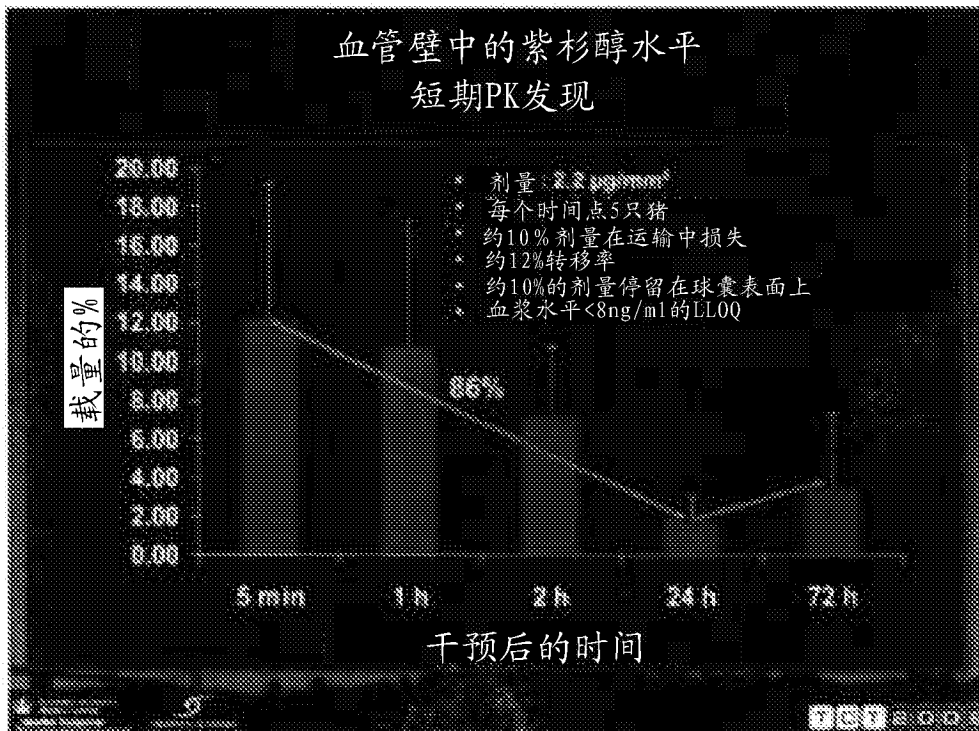 血管壁中的紫杉醇水平
短期PK发现
20.00
18.00
16.00
14.00
12.00
10.00
8.00
6.00
4.00
2.00
0.00
载量的%
剂量 2.2 µg/mm²
每个时间点5只猪
约10%剂量在运输中损失
约12%转移率
约10%的剂量停留在球囊表面上
血浆水平<8ng/ml的LLOQ
86%
5 min 1 h 2 h 24 h 72 h
干预后的时间